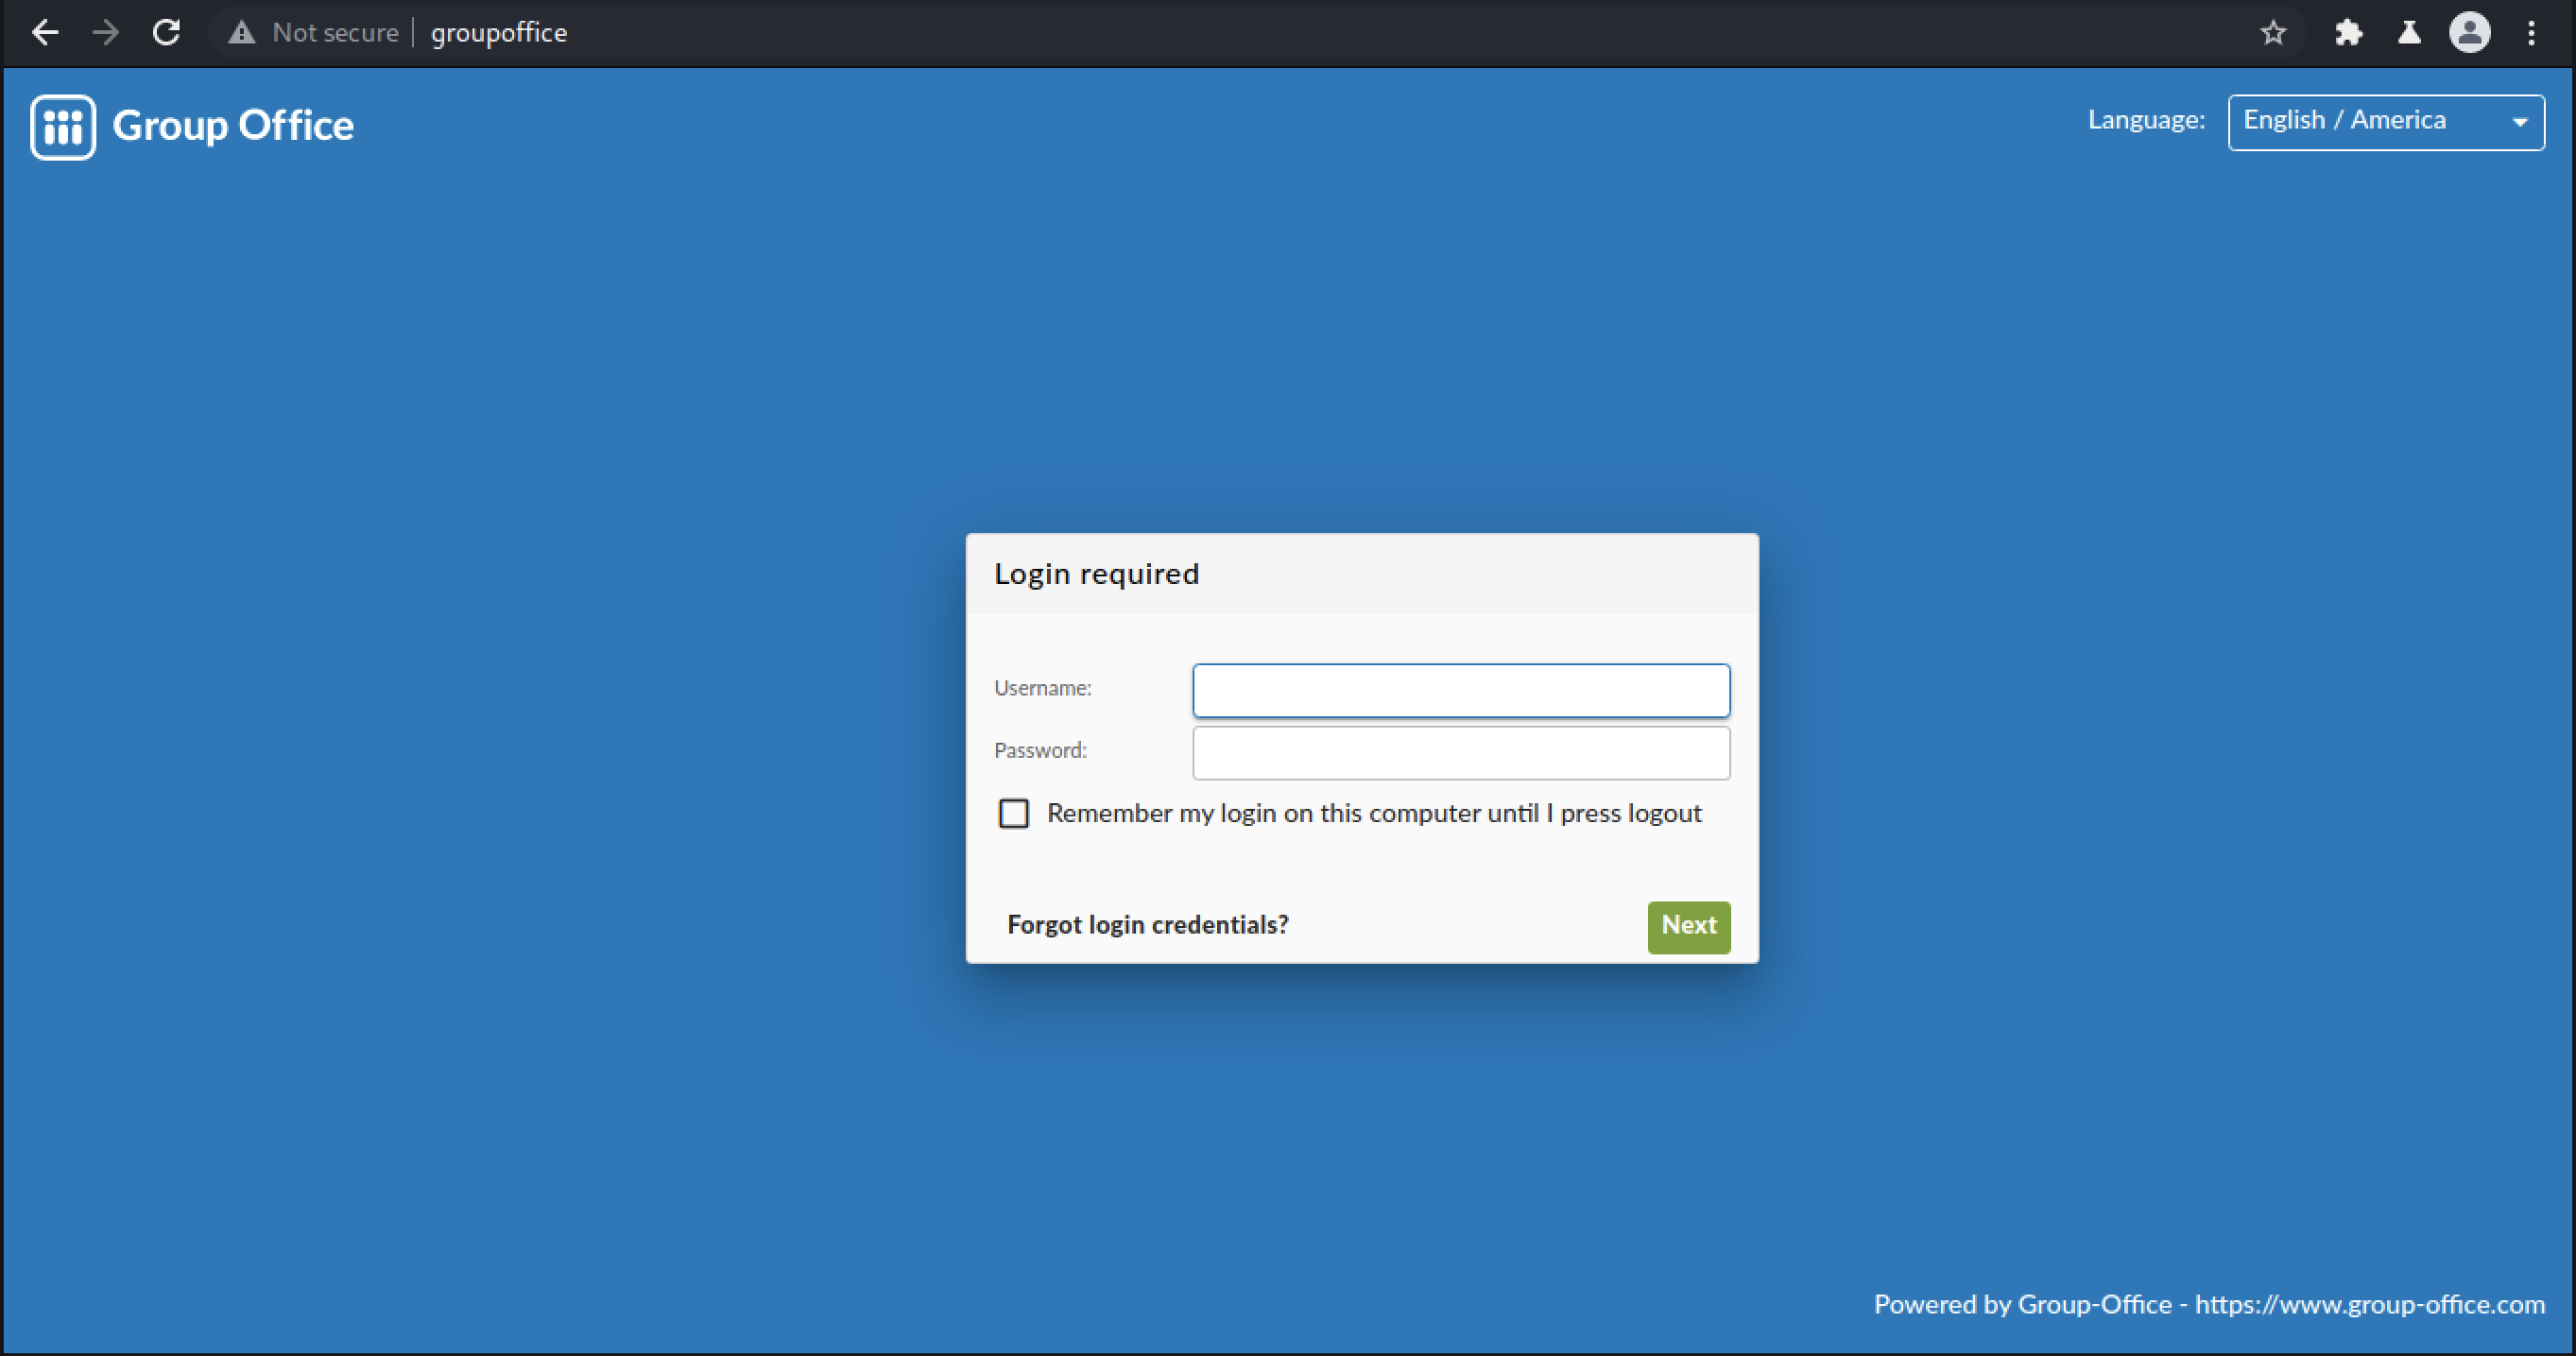 Not secure | groupoffice
Group Office
Language: English / America
Login required
Username:
Password:
Remember my login on this computer until I press logout
Forgot login credentials? Next
Powered by Group-Office - https://www.group-office.com